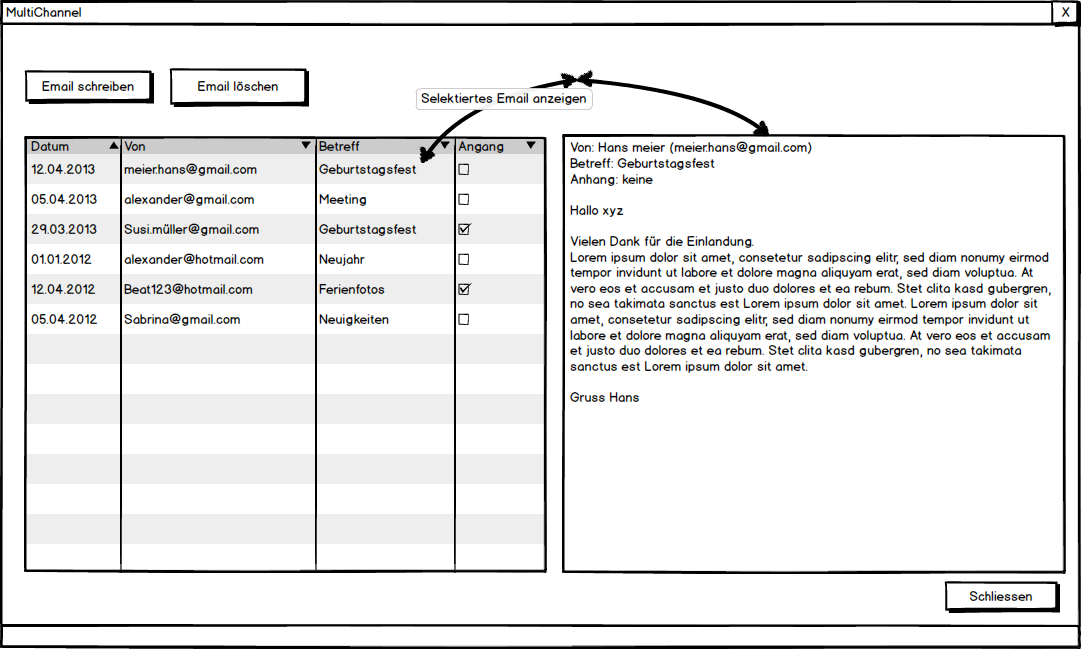 MultiChannel X
Email schreiben Email löschen
Selektiertes Email anzeigen
Datum Von Betreff Angang
12.04.2013 meier.hans@gmail.com Geburtstagsfest
05.04.2013 alexander@gmail.com Meeting
29.03.2013 Susi.müller@gmail.com Geburtstagsfest
01.01.2012 alexander@hotmail.com Neujahr
12.04.2012 Beat123@hotmail.com Ferienfotos
05.04.2012 Sabrina@gmail.com Neuigkeiten
Von: Hans meier (meier.hans@gmail.com)
Betreff: Geburtstagsfest
Anhang: keine
Hallo xyz
Vielen Dank für die Einlandung.
Lorem ipsum dolor sit amet, consetetur sadipscing elitr, sed diam nonumy eirmod
tempor invidunt ut labore et dolore magna aliquyam erat, sed diam voluptua. At
vero eos et accusam et justo duo dolores et ea rebum. Stet clita kasd gubergren,
no sea takimata sanctus est Lorem ipsum dolor sit amet. Lorem ipsum dolor sit
amet, consetetur sadipscing elitr, sed diam nonumy eirmod tempor invidunt ut
labore et dolore magna aliquyam erat, sed diam voluptua. At vero eos et accusam
et justo duo dolores et ea rebum. Stet clita kasd gubergren, no sea takimata
sanctus est Lorem ipsum dolor sit amet.
Gruss Hans
Schliessen